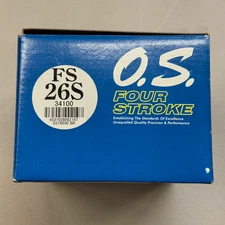 FS
26S
34100
O.S.
FOUR
STROKE
Establishing The Standards Of Excellence
Unequalled Quality Precision & Performance